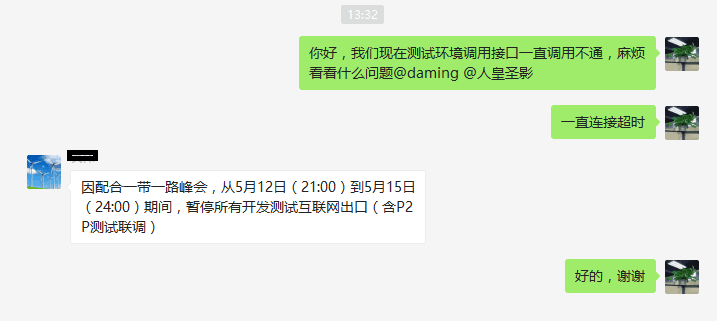 13:32
你好，我们现在测试环境调用接口一直调用不通，麻烦
看看什么问题@daming @人皇圣影
一直连接超时
因配合一带一路峰会，从5月12日（21:00）到5月15日
（24:00）期间，暂停所有开发测试互联网出口（含P2
P测试联调）
好的，谢谢